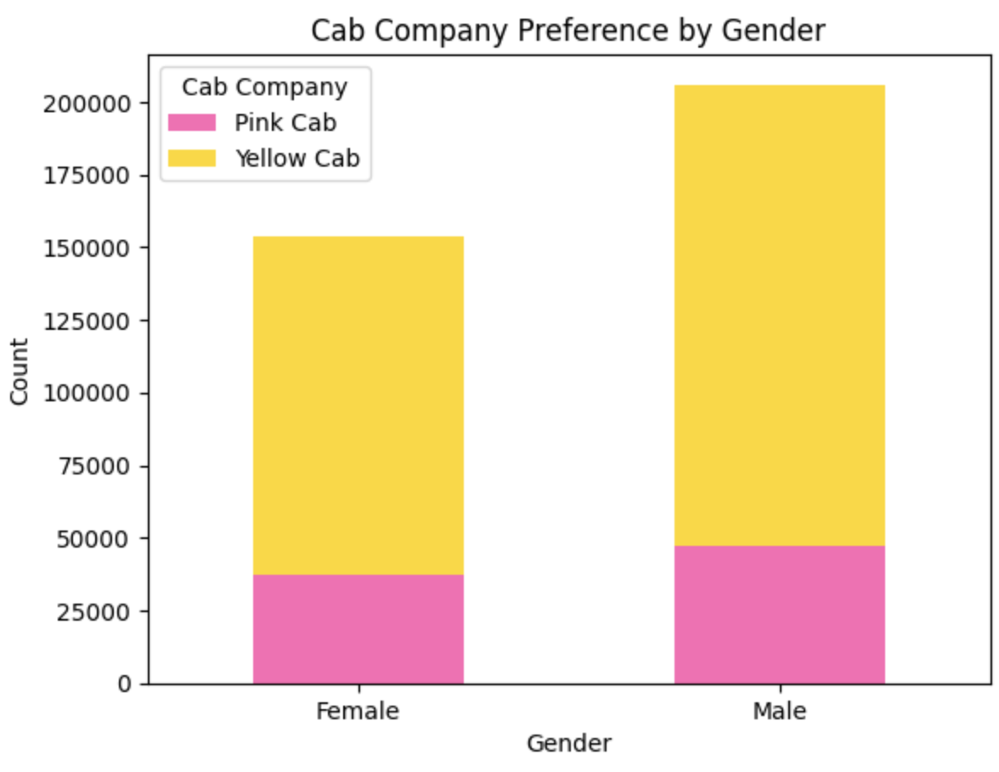 Cab Company Preference by Gender
Cab Company
Pink Cab
Yellow Cab
200000
175000
150000
125000
100000
75000
50000
25000
0
Count
Female
Male
Gender